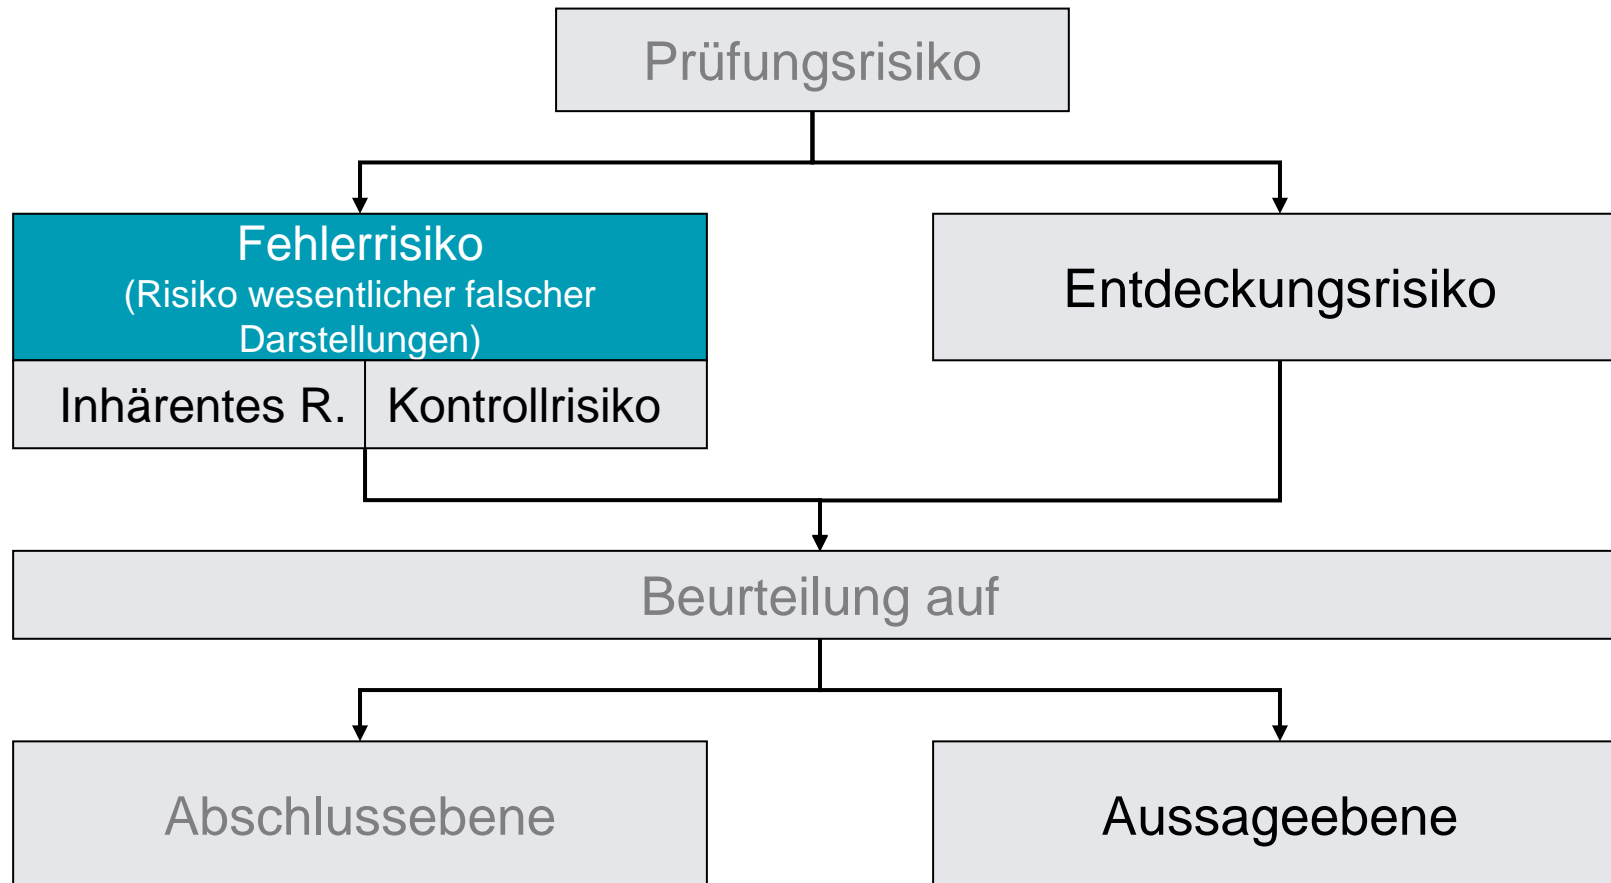 Prüfungsrisiko
Fehlerrisiko
(Risiko wesentlicher falscher
Darstellungen)
Inhärentes R.
Kontrollrisiko
Entdeckungsrisiko
Beurteilung auf
Abschlussebene
Aussageebene